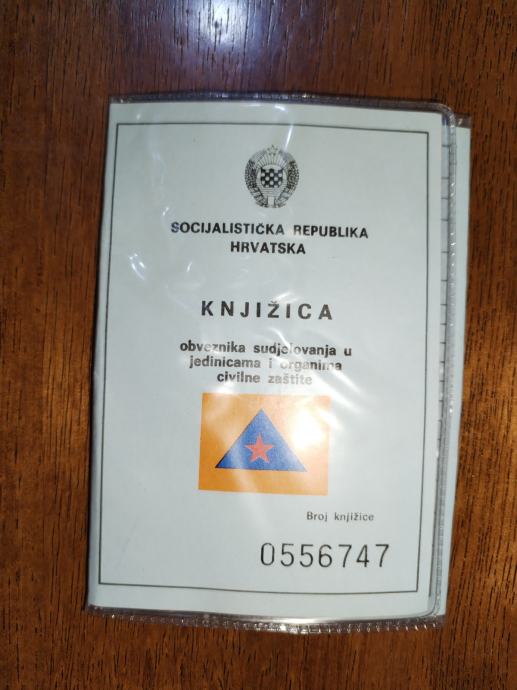 SOCIJALISTIČKA REPUBLIKA
HRVATSKA
KNJIŽICA
obveznika sudjelovanja u
jedinicama i organima
civilne zaštite
Broj knjižice
0556747